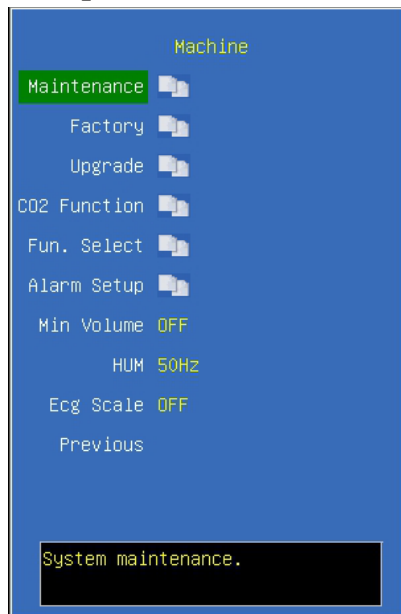 Machine
Maintenance
Factory
Upgrade
CO2 Function
Fun. Select
Alarm Setup
Min Volume OFF
HUM 50Hz
Ecg Scale OFF
Previous
System maintenance.